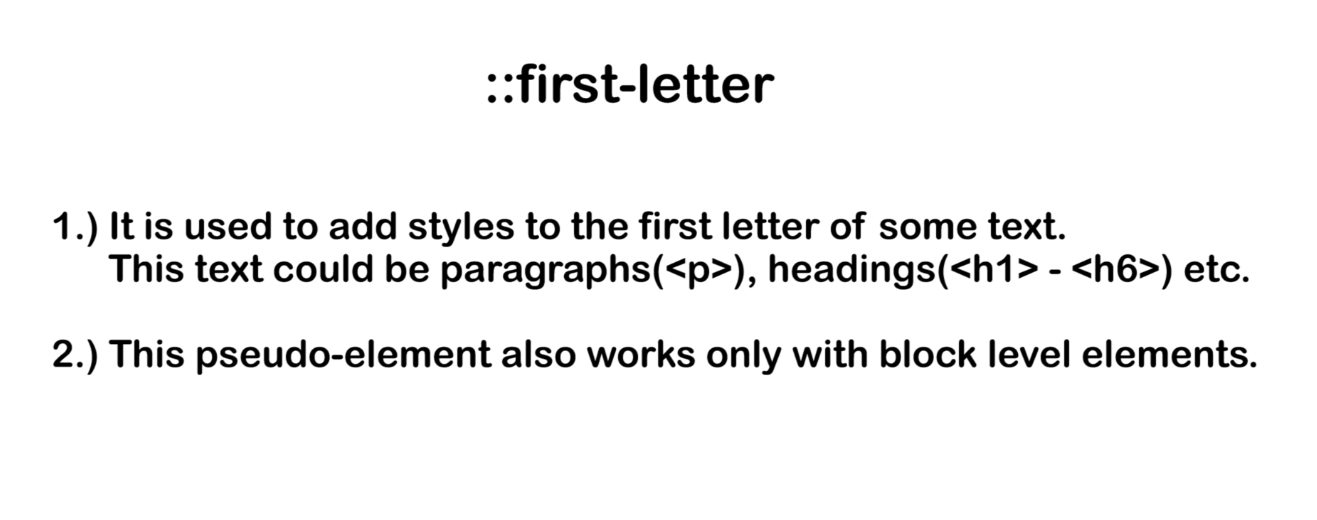 ::first-letter
1.) It is used to add styles to the first letter of some text.
This text could be paragraphs(<p>), headings(<h1> - <h6>) etc.
2.) This pseudo-element also works only with block level elements.